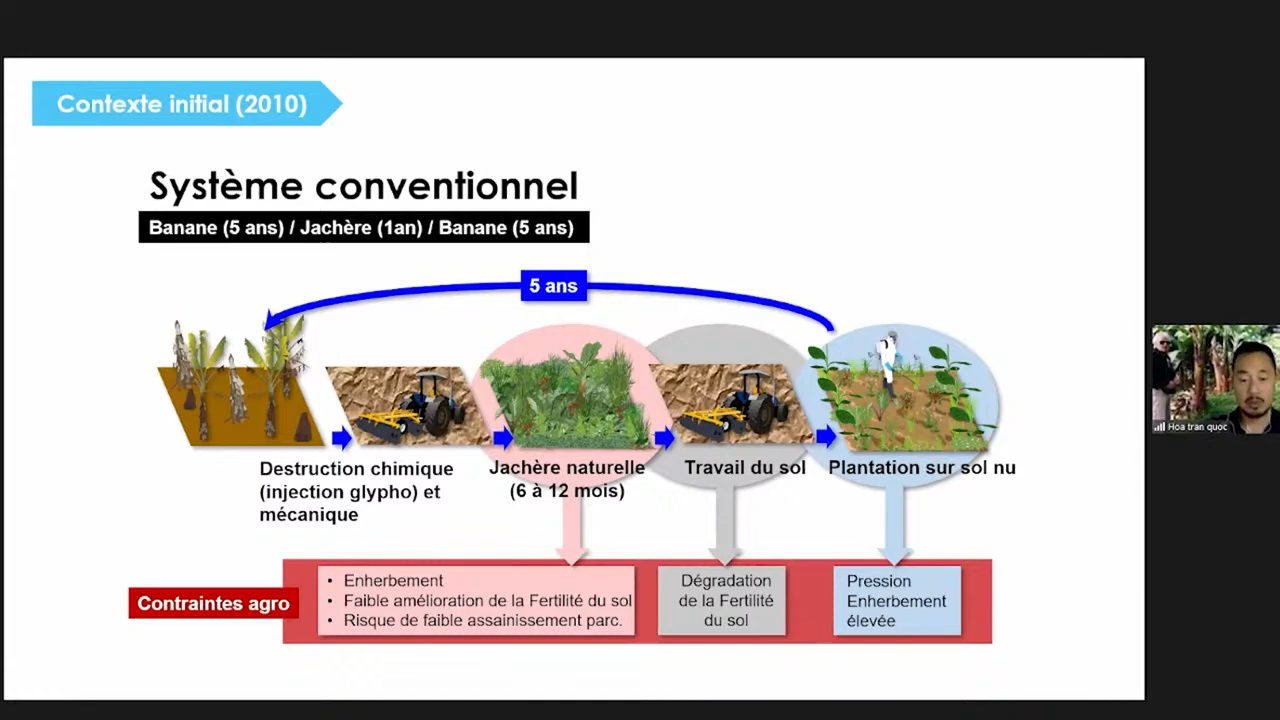 Contexte initial (2010)
Système conventionnel
Banane (5 ans) / Jachère (1an) / Banane (5 ans)
5 ans
Destruction chimique
(injection glypho) et
mécanique
Jachère naturelle
(6 à 12 mois)
Travail du sol
Plantation sur sol nu
Contraintes agro
• Enherbement
• Faible amélioration de la Fertilité du sol
• Risque de faible assainissement parc.
Dégradation
de la Fertilité
du sol
Pression
Enherbement
élevée
Hoa tran quoc